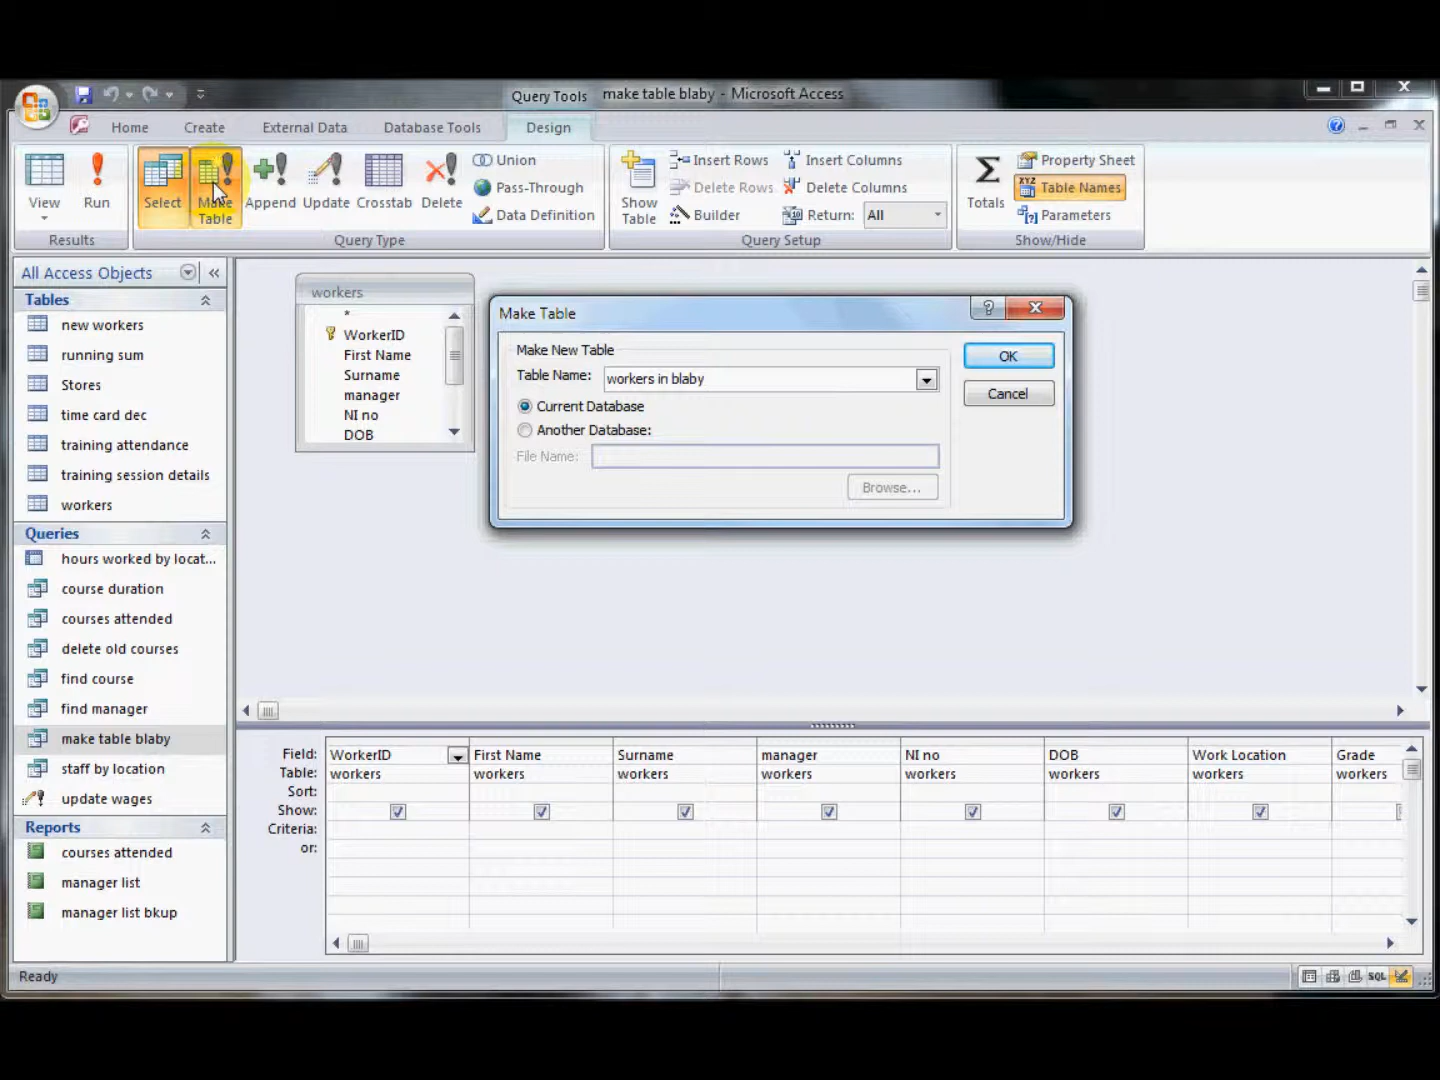 Query Tools
make table blaby - Microsoft Access
Home
Create
External Data
Database Tools
Design
View
Run
Results
Select
Make
Table
Append
Update
Crosstab
Delete
Union
Pass-Through
Data Definition
Query Type
Show
Table
Insert Rows
Delete Rows
Builder
Insert Columns
Delete Columns
Return: All
Query Setup
Σ
Totals
Property Sheet
XYZ Table Names
[?] Parameters
Show/Hide
All Access Objects
Tables
new workers
running sum
Stores
time card dec
training attendance
training session details
workers
Queries
hours worked by locat...
course duration
courses attended
delete old courses
find course
find manager
make table blaby
staff by location
update wages
Reports
courses attended
manager list
manager list bkup
workers
*
WorkerID
First Name
Surname
manager
NI no
DOB
Make Table
Make New Table
Table Name: workers in blaby
Current Database
Another Database:
File Name:
Browse...
OK
Cancel
Field: WorkerID First Name Surname manager NI no DOB Work Location Grade
Table: workers workers workers workers workers workers workers workers
Sort:
Show:
Criteria:
or:
Ready
SQL